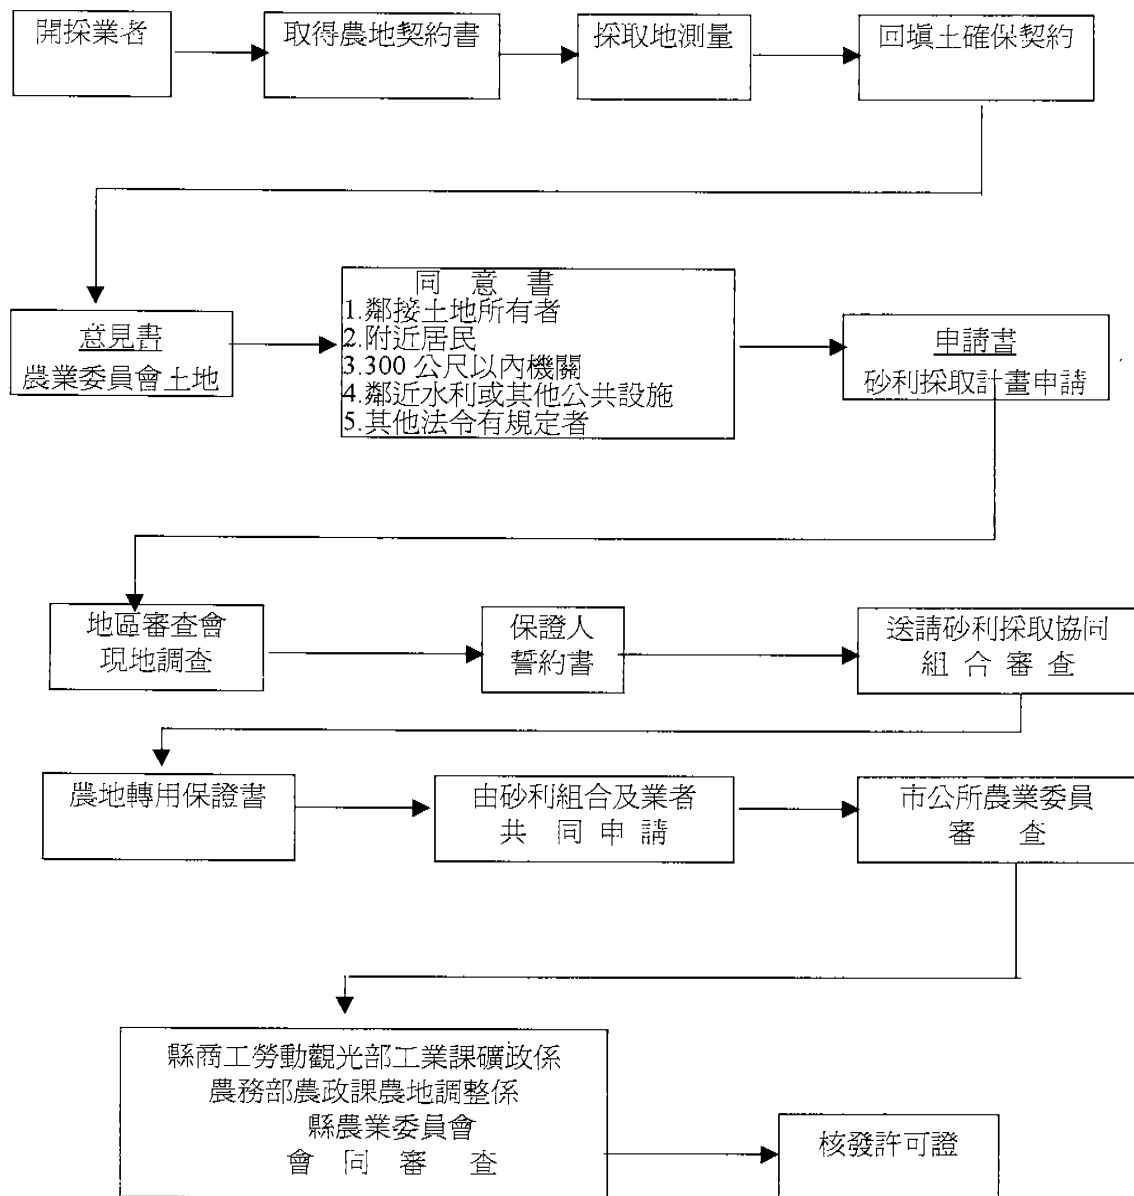 開採業者
取得農地契約書
採取地測量
回填土確保契約
意見書
農業委員會土地
同 意 書
1.鄰接土地所有者
2.附近居民
3.300 公尺以內機關
4.鄰近水利或其他公共設施
5.其他法令有規定者
申請書
砂利採取計畫申請
地區審查會
現地調查
保證人
誓約書
送請砂利採取協同
組 合 審 查
農地轉用保證書
由砂利組合及業者
共 同 申 請
市公所農業委員
審 查
縣商工勞動觀光部工業課礦政係
農務部農政課農地調整係
縣農業委員會
會 同 審 查
核發許可證